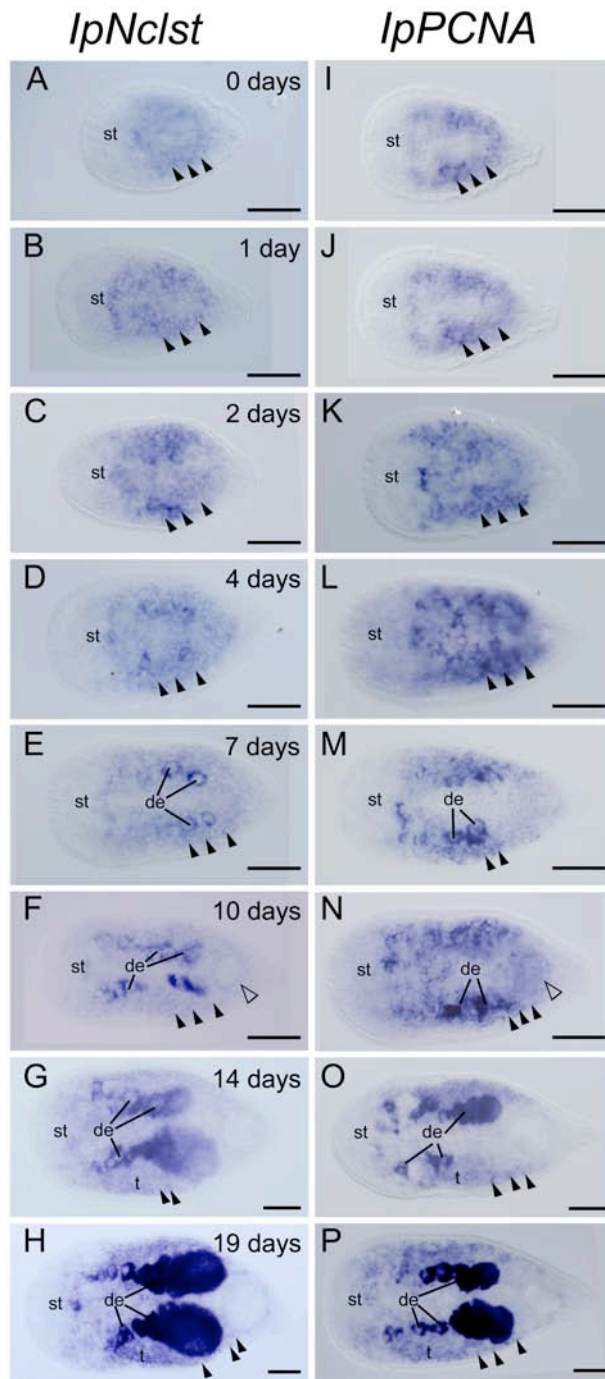 IpNclst IpPCNA
A 0 days I
st st
B 1 day J
st st
C 2 days K
st st
D 4 days L
st st
E 7 days M
st de st de
F 10 days N
st de st de
G 14 days O
st de t st de t
H 19 days P
st de t st de t